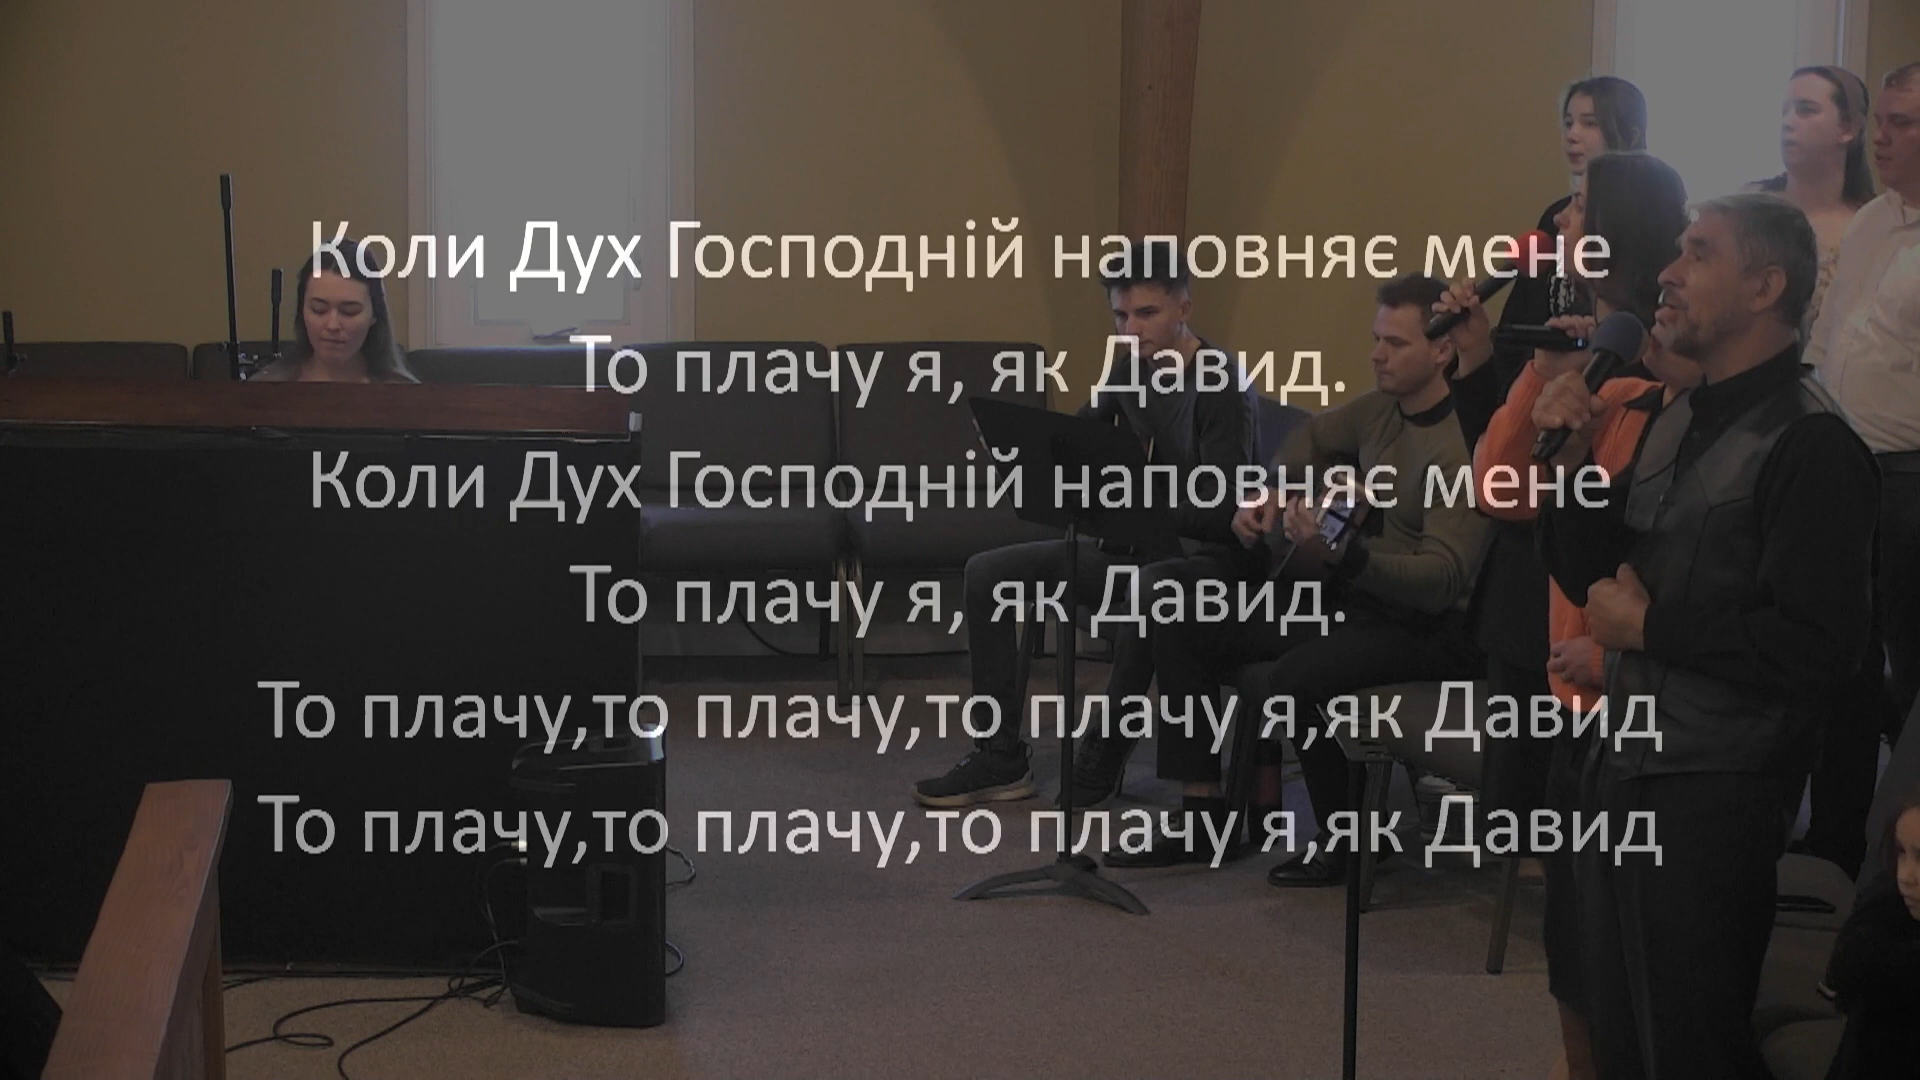 Коли Дух Господній наповняє мене
То плачу я, як Давид.
Коли Дух Господній наповняє мене
То плачу я, як Давид.
То плачу,то плачу,то плачу я,як Давид
То плачу,то плачу,то плачу я,як Давид